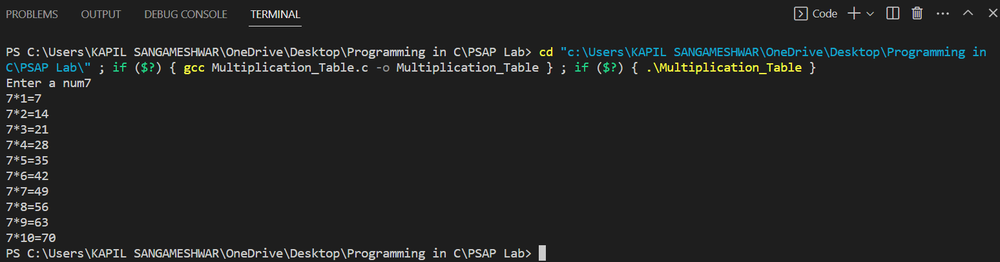 PROBLEMS OUTPUT DEBUG CONSOLE TERMINAL Code
PS C:\Users\KAPIL SANGAMESHWAR\OneDrive\Desktop\Programming in C\PSAP Lab> cd "c:\Users\KAPIL SANGAMESHWAR\OneDrive\Desktop\Programming in
C\PSAP Lab\" ; if ($?) { gcc Multiplication_Table.c -o Multiplication_Table } ; if ($?) { .\Multiplication_Table }
Enter a num7
7*1=7
7*2=14
7*3=21
7*4=28
7*5=35
7*6=42
7*7=49
7*8=56
7*9=63
7*10=70
PS C:\Users\KAPIL SANGAMESHWAR\OneDrive\Desktop\Programming in C\PSAP Lab>